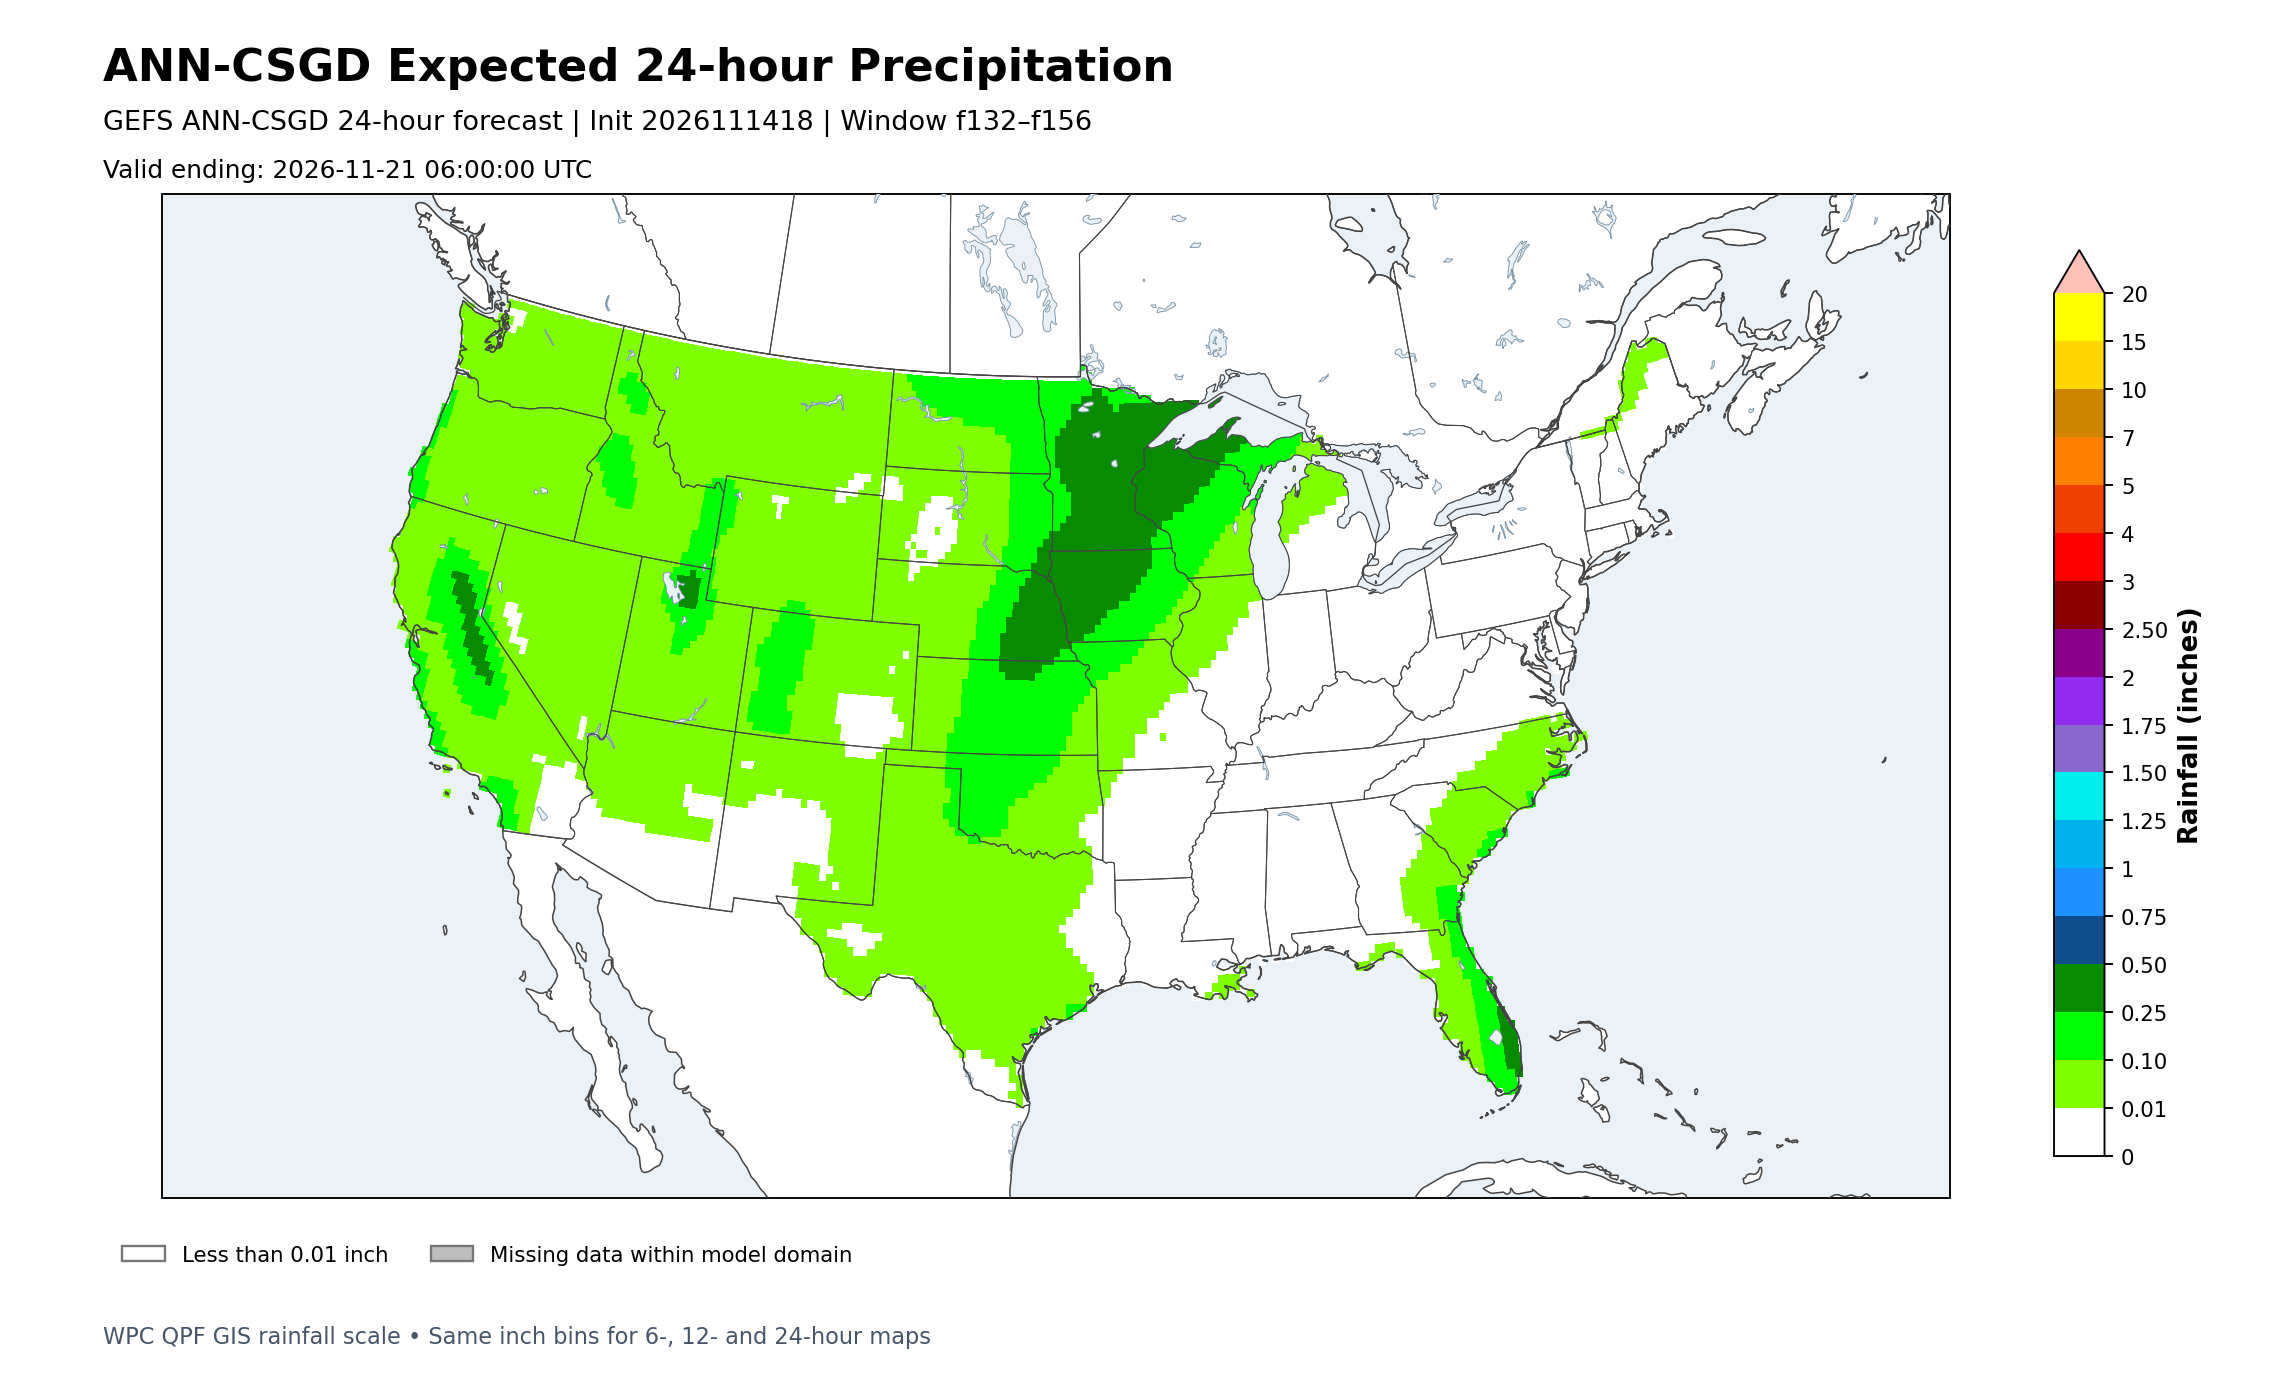 ANN-CSGD Expected 24-hour Precipitation
GEFS ANN-CSGD 24-hour forecast | Init 2026111418 | Window f132–f156
Valid ending: 2026-11-21 06:00:00 UTC
20
15
10
7
5
4
3
2.50
2
1.75
1.50
1.25
1
0.75
0.50
0.25
0.10
0.01
0
Rainfall (inches)
Less than 0.01 inch
Missing data within model domain
WPC QPF GIS rainfall scale • Same inch bins for 6-, 12- and 24-hour maps